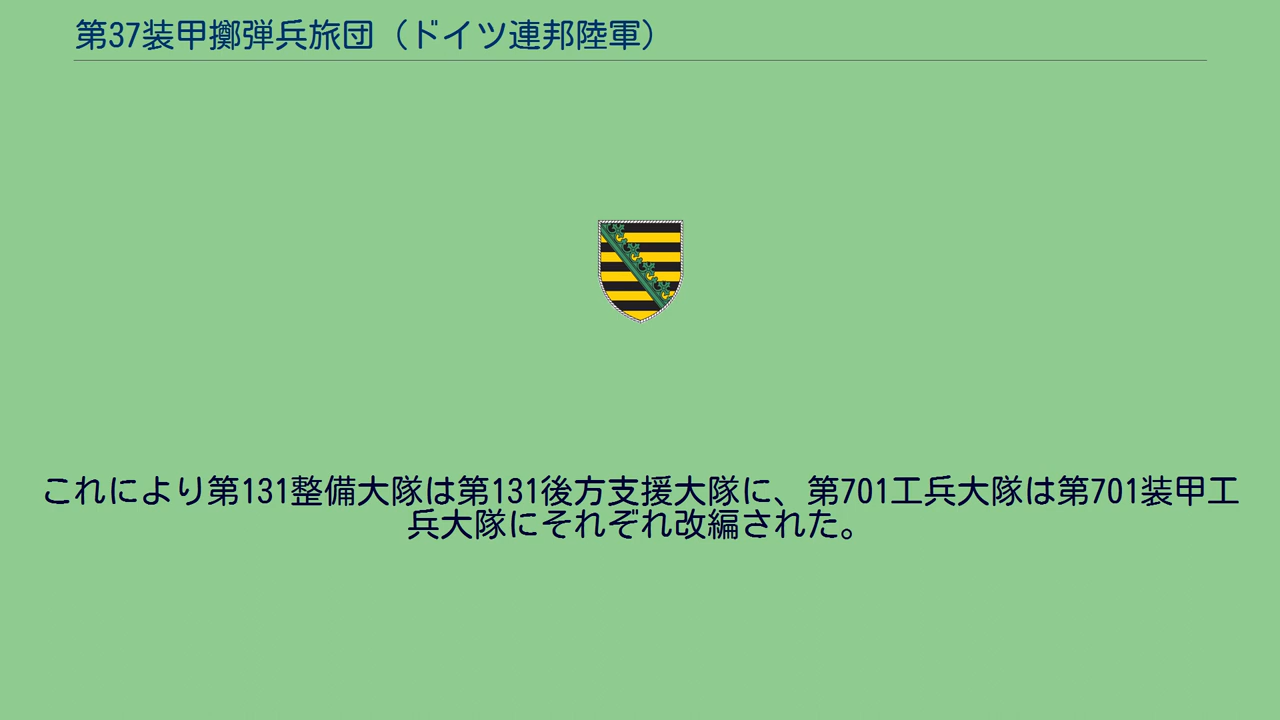 第37装甲擲弾兵旅団（ドイツ連邦陸軍）
これにより第131整備大隊は第131後方支援大隊に、第701工兵大隊は第701装甲工
兵大隊にそれぞれ改編された。